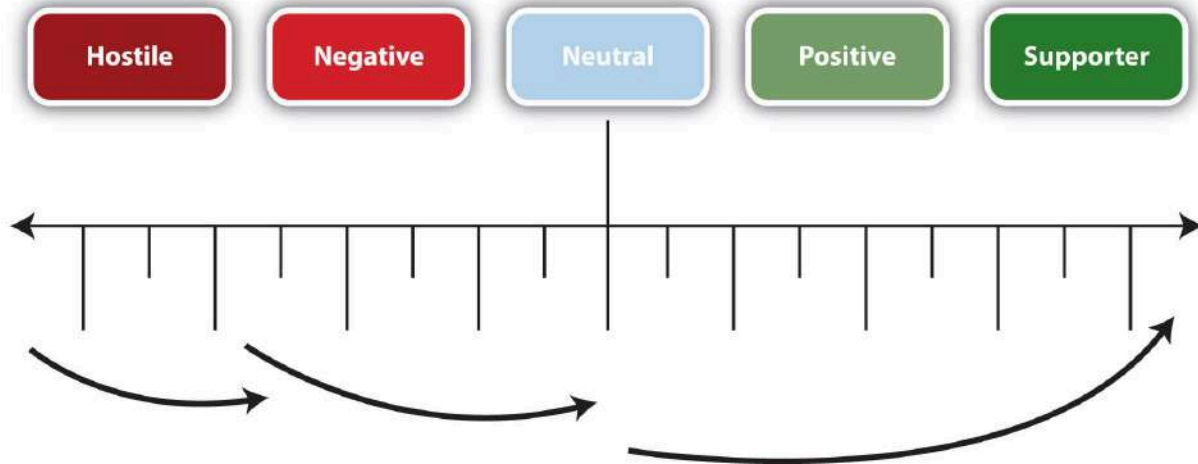 Hostile
Negative
Neutral
Positive
Supporter